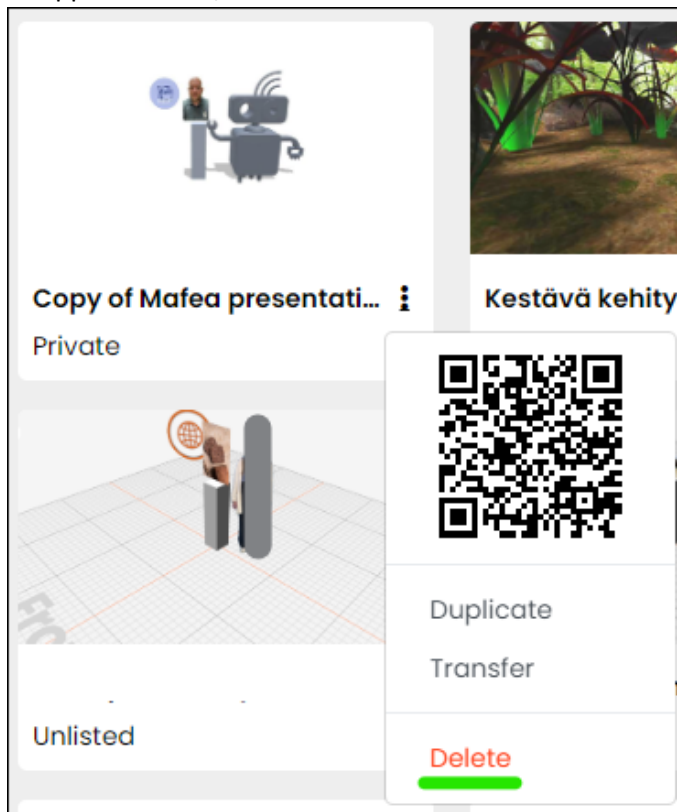 Copy of Mafea presentati...
Kestävä kehity
Private
Duplicate
Transfer
Unlisted
Delete